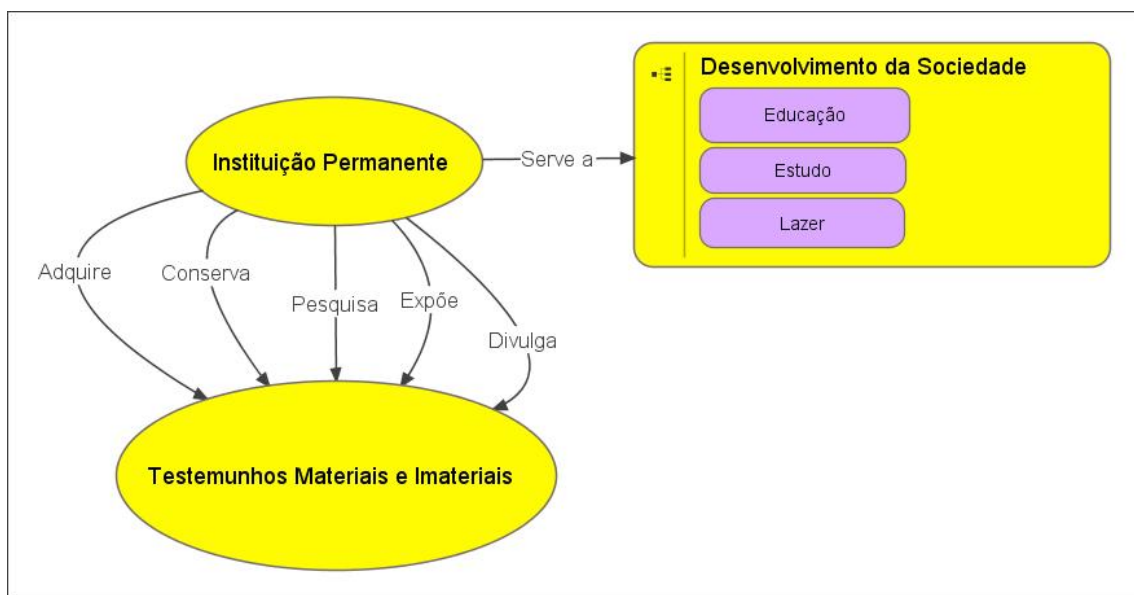 Desenvolvimento da Sociedade
Educação
Instituição Permanente
Serve a
Estudo
Lazer
Adquire
Conserva
Pesquisa
Expõe
Divulga
Testemunhos Materiais e Imateriais